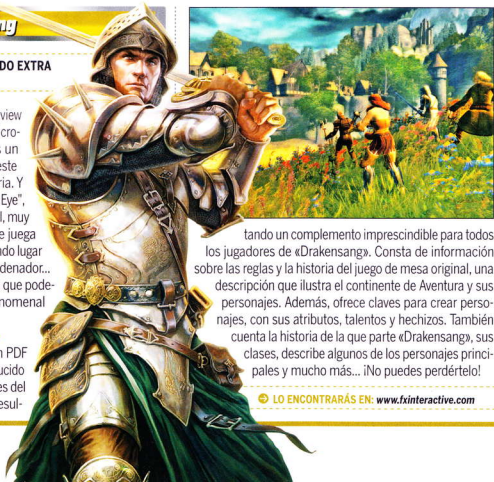 ng
DO EXTRA
view
cro-
s un
este
ria. Y
Eye",
l, muy
e juega
ndo lugar
denador...
que pode-
nomenal
n PDF
ucido
es del
esul-
tando un complemento imprescindible para todos
los jugadores de «Drakensang». Consta de información
sobre las reglas y la historia del juego de mesa original, una
descripción que ilustra el continente de Aventura y sus
personajes. Además, ofrece claves para crear perso-
najes, con sus atributos, talentos y hechizos. También
cuenta la historia de la que parte «Drakensang», sus
clases, describe algunos de los personajes princi-
pales y mucho más... ¡No puedes perdértelo!
LO ENCONTRARÁS EN: www.fxinteractive.com